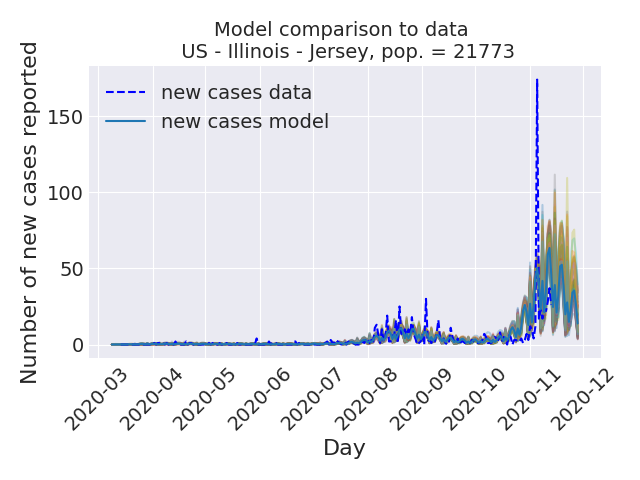 Model comparison to data
US - Illinois - Jersey, pop. = 21773
Number of new cases reported
new cases data
new cases model
150
100
50
0
2020-03
2020-04
2020-05
2020-06
2020-07
2020-08
2020-09
2020-10
2020-11
2020-12
Day